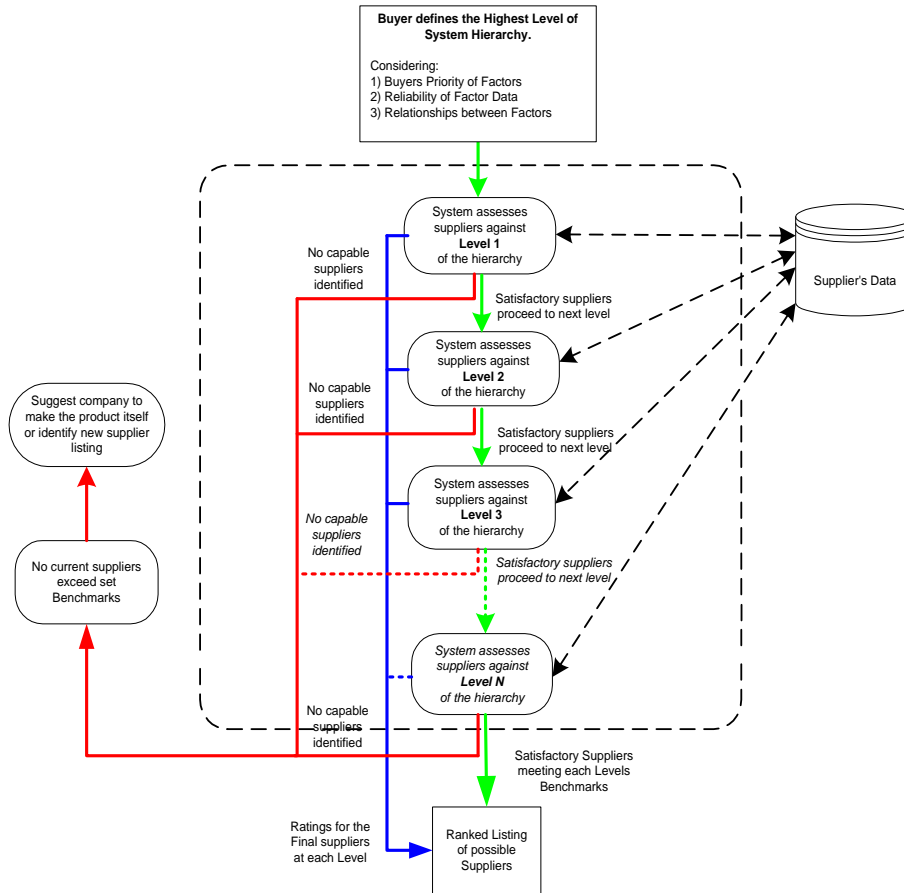 Buyer defines the Highest Level of
System Hierarchy.
Considering:
1) Buyers Priority of Factors
2) Reliability of Factor Data
3) Relationships between Factors
System assesses
suppliers against
Level 1
of the hierarchy
No capable
suppliers
identified
Supplier's Data
Satisfactory suppliers
proceed to next level
System assesses
suppliers against
Level 2
of the hierarchy
No capable
suppliers
identified
Suggest company to
make the product itself
or identify new supplier
listing
Satisfactory suppliers
proceed to next level
System assesses
suppliers against
Level 3
of the hierarchy
No capable
suppliers
identified
Satisfactory suppliers
proceed to next level
No current suppliers
exceed set
Benchmarks
System assesses
suppliers against
Level N
of the hierarchy
No capable
suppliers
identified
Satisfactory Suppliers
meeting each Levels
Benchmarks
Ratings for the
Final suppliers
at each Level
Ranked Listing
of possible
Suppliers